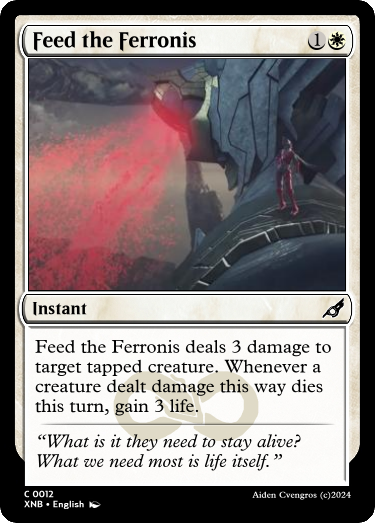 Feed the Ferronis 1
Instant
Feed the Ferronis deals 3 damage to
target tapped creature. Whenever a
creature dealt damage this way dies
this turn, gain 3 life.
“What is it they need to stay alive?
What we need most is life itself.”
C 0012
XNB • English Aiden Cvengros (c)2024